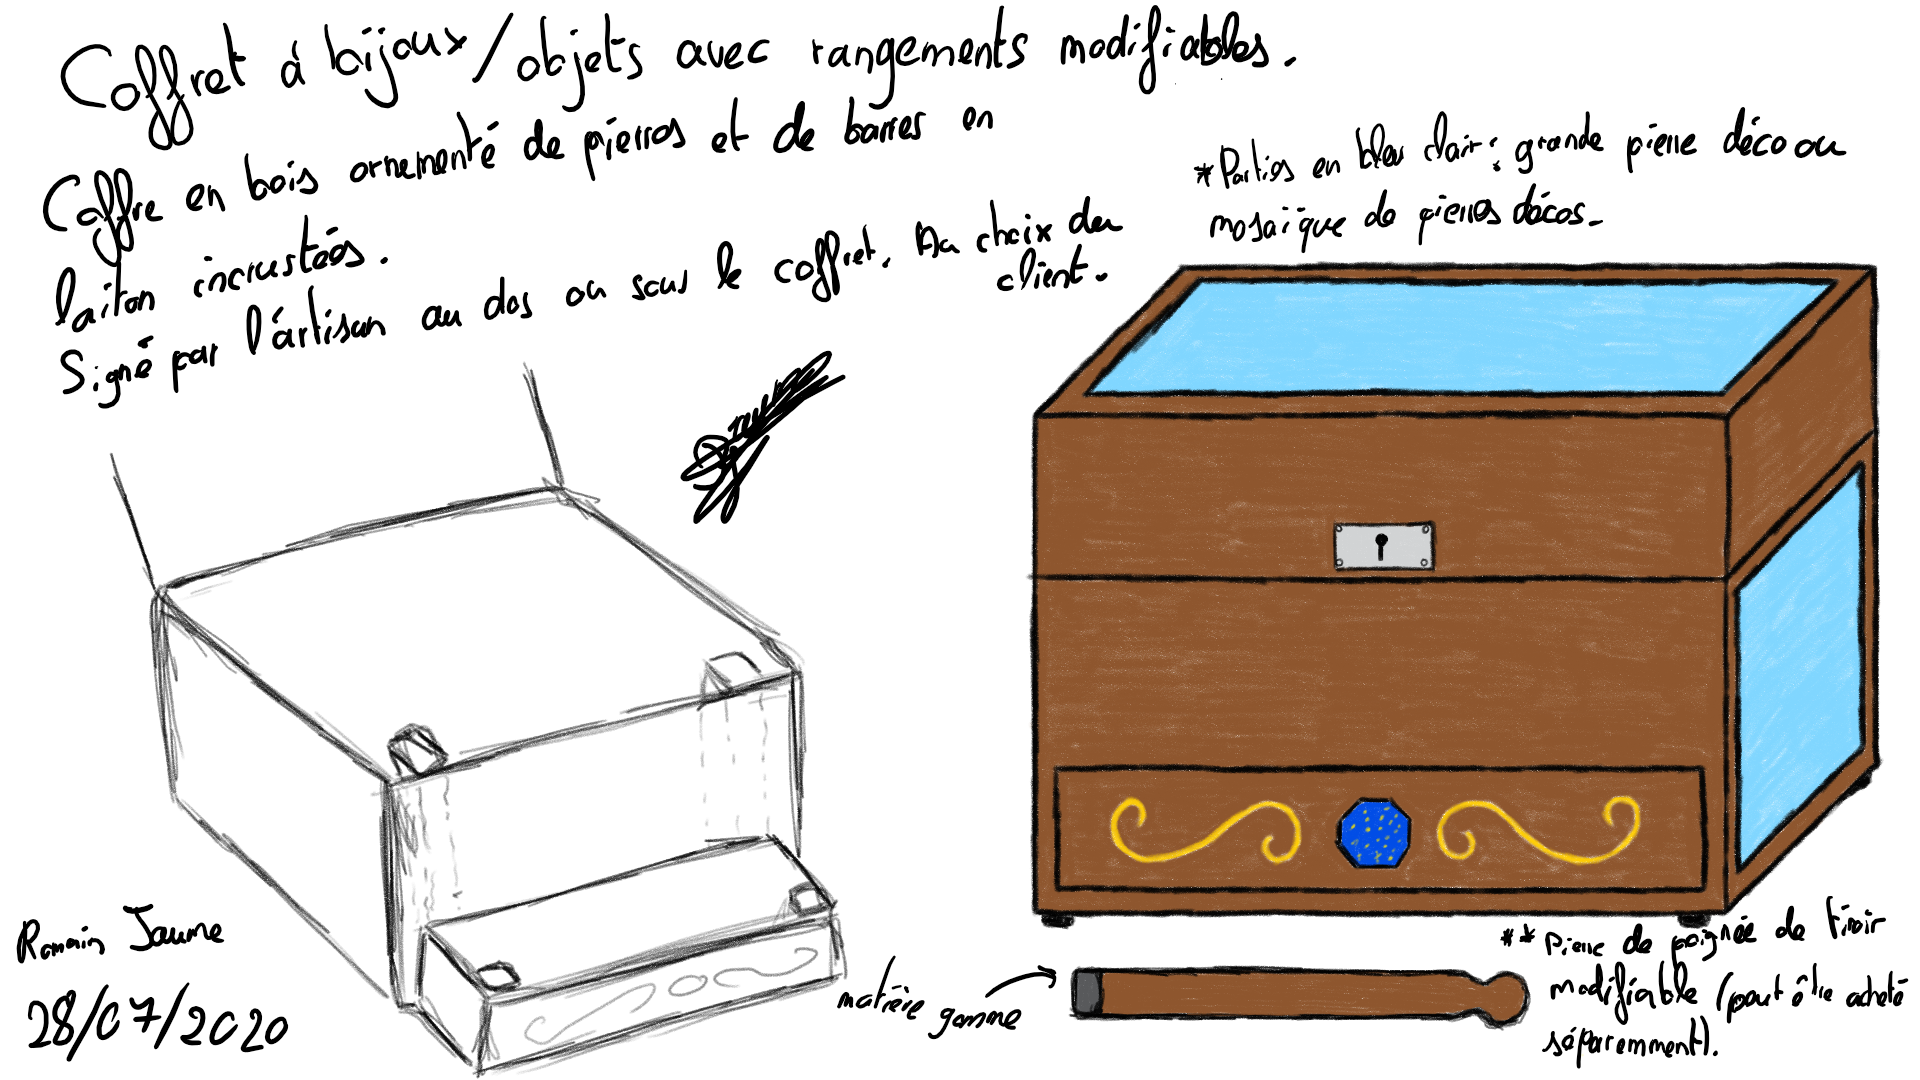 Coffret à bijoux/objets avec rangements modifiables.
Coffre en bois ornementé de pierres et de barres en
laiton incrustées.
Signé par l'artisan au dos ou sous le coffret. Au choix du
client.
*Parties en bleu clair : grande pierre déco ou
mosaïque de pierres décos.
Romain Jaume
28/07/2020
matière gomme
** Pierre de poignée de tiroir
modifiable (peut être acheté
séparemment).